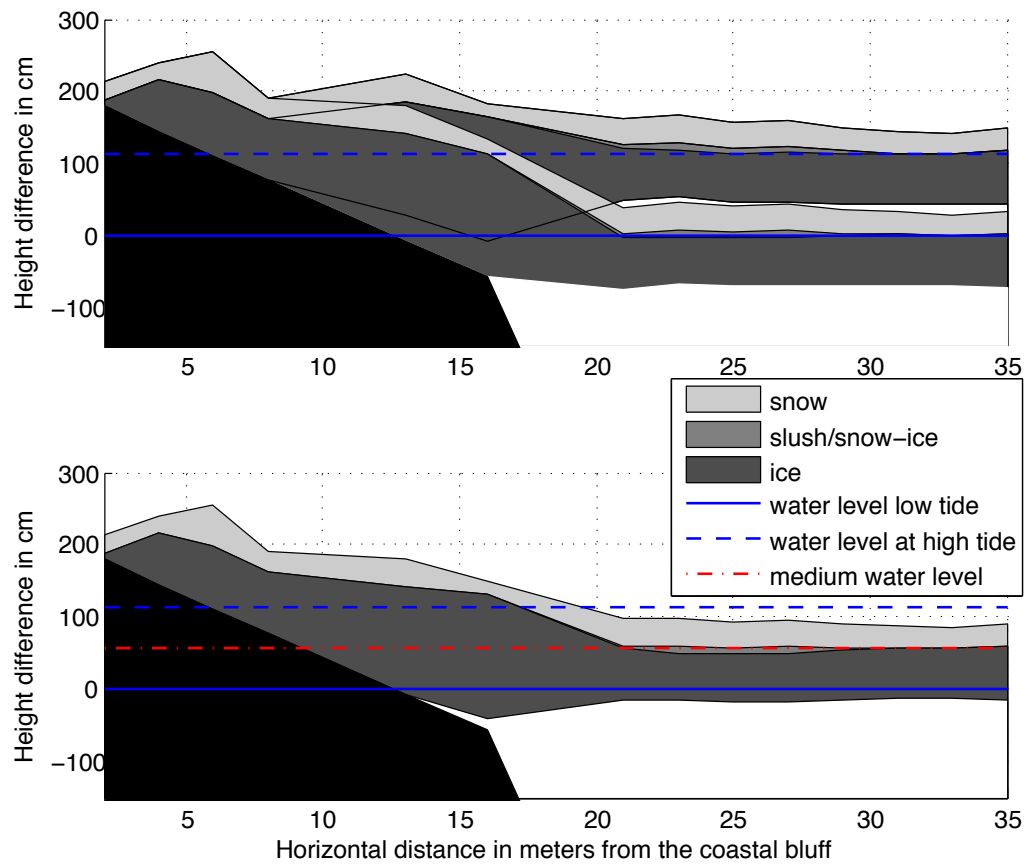 300
200
100
0
−100
Height difference in cm
5 10 15 20 25 30 35
snow
slush/snow−ice
ice
water level low tide
water level at high tide
medium water level
300
200
100
0
−100
Height difference in cm
5 10 15 20 25 30 35
Horizontal distance in meters from the coastal bluff